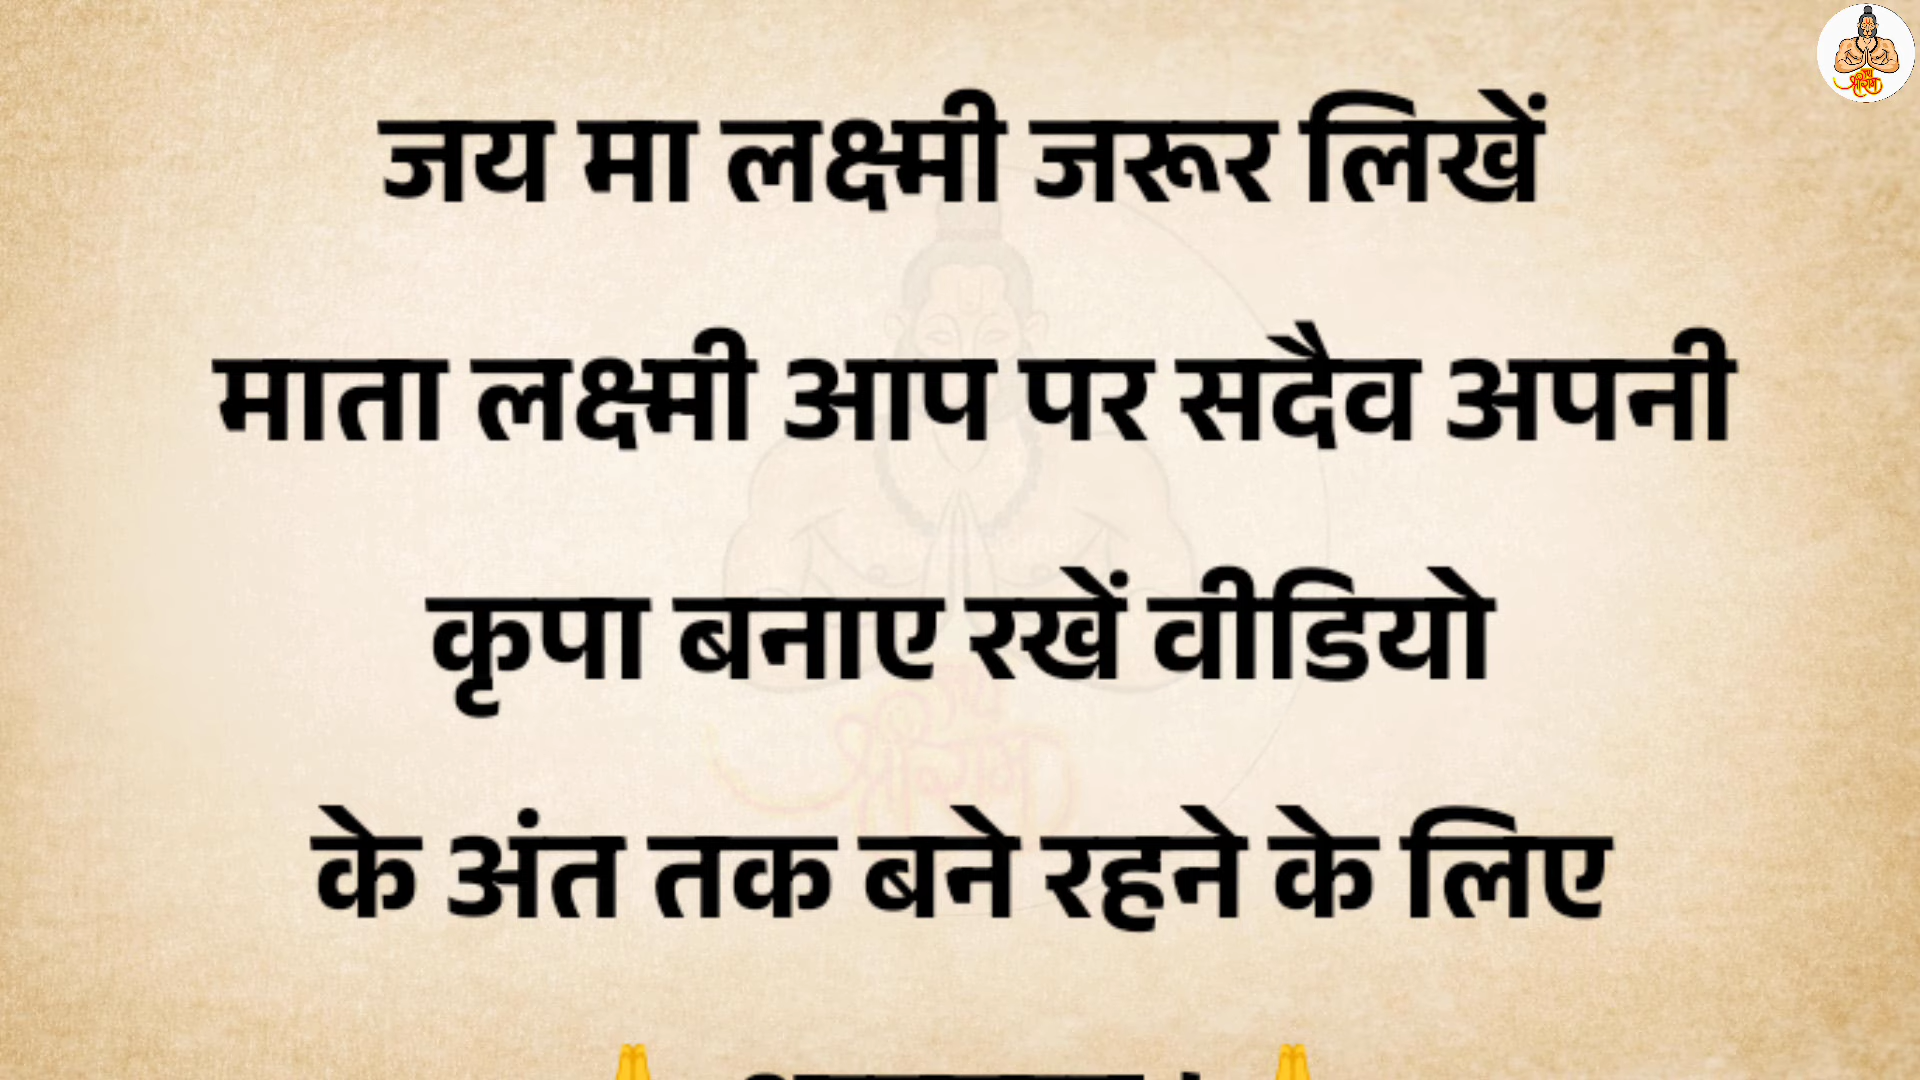 जय मा लक्ष्मी जरूर लिखें
माता लक्ष्मी आप पर सदैव अपनी
कृपा बनाए रखें वीडियो
के अंत तक बने रहने के लिए